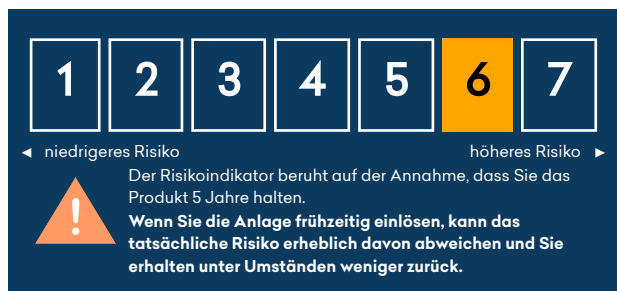 1 2 3 4 5 6 7
◄ niedrigeres Risiko höheres Risiko ►
Der Risikoindikator beruht auf der Annahme, dass Sie das
Produkt 5 Jahre halten.
Wenn Sie die Anlage frühzeitig einlösen, kann das
tatsächliche Risiko erheblich davon abweichen und Sie
erhalten unter Umständen weniger zurück.
!